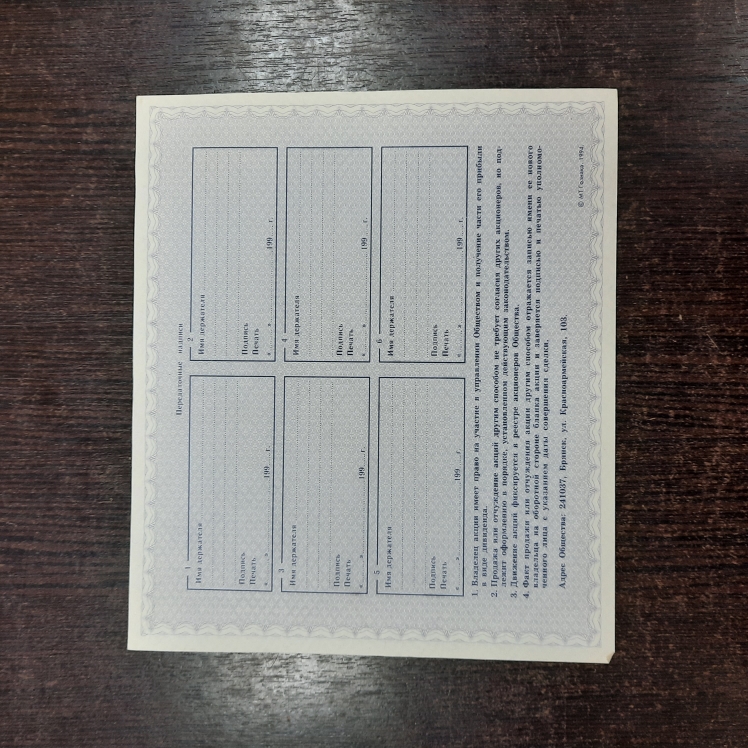 Передаточные надписи
1
Имя держателя
Подпись
Печать
«......»....................199.....г.
2
Имя держателя
Подпись
Печать
«......»....................199.....г.
3
Имя держателя
Подпись
Печать
«......»....................199.....г.
4
Имя держателя
Подпись
Печать
«......»....................199.....г.
5
Имя держателя
Подпись
Печать
«......»....................199.....г.
6
Имя держателя
Подпись
Печать
«......»....................199.....г.
1. Владелец акции имеет право на участие в управлении Обществом и получение части его прибыли
в виде дивиденда.
2. Продажа или отчуждение акций другим способом не требует согласия других акционеров, но под-
лежит оформлению в порядке, установленном действующим законодательством.
3. Движение акций фиксируется в реестре акционеров Общества.
4. Факт продажи или отчуждения акции другим способом отражается записью имени ее нового
владельца на оборотной стороне бланка акции и заверяется подписью и печатью уполномо-
ченного лица с указанием даты совершения сделки.
Адрес Общества: 241037, Брянск, ул. Красноармейская, 103.
© МТ Гознака. 1994.